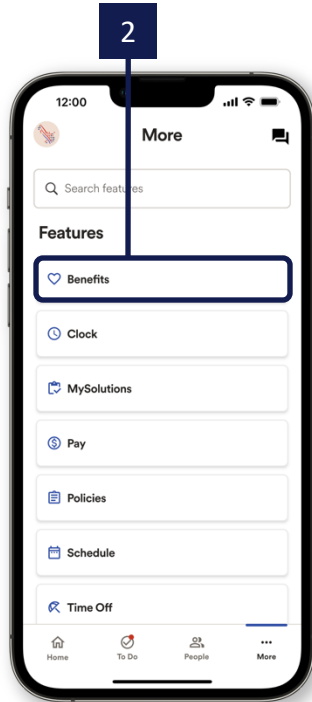 2
12:00
More
Search features
Features
Benefits
Clock
MySolutions
Pay
Policies
Schedule
Time Off
Home To Do People More